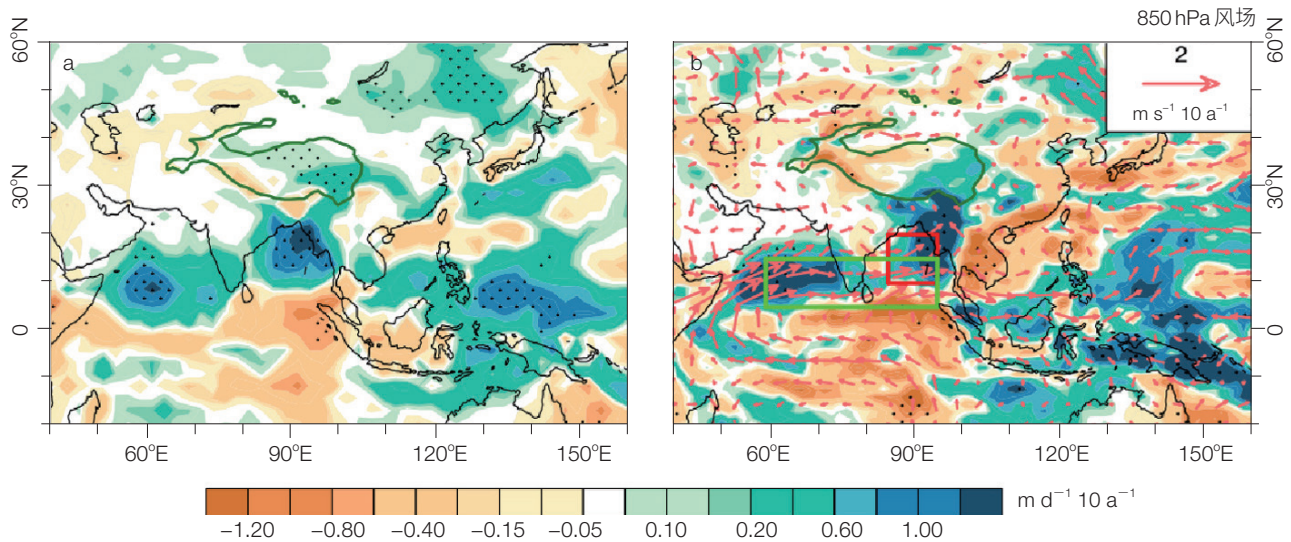 850 hPa 风场
60°N
30°N
0
a
60°E
90°E
120°E
150°E
b
2
m s⁻¹ 10 a⁻¹
60°N
30°N
0
60°E
90°E
120°E
150°E
−1.20
−0.80
−0.40
−0.15
−0.05
0.10
0.20
0.60
1.00
m d⁻¹ 10 a⁻¹